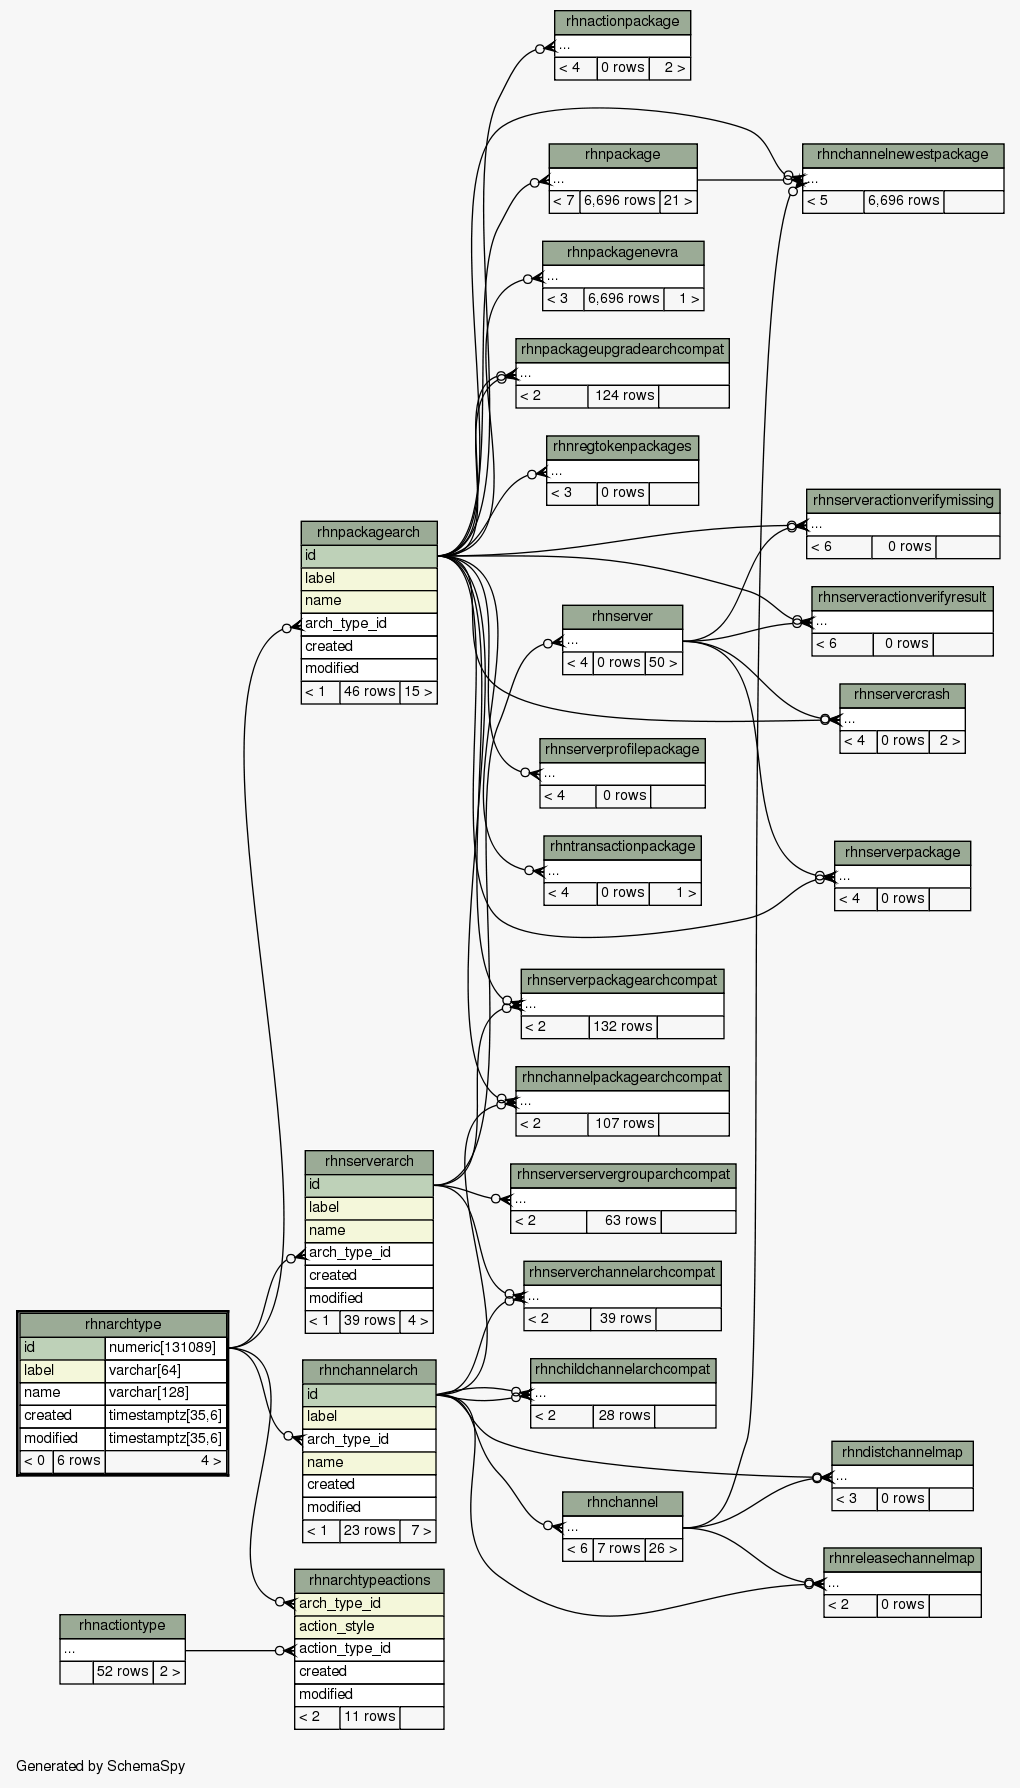 rhnactionpackage
...
< 4 0 rows 2 >
rhnpackage
...
< 7 6,696 rows 21 >
rhnchannelnewestpackage
...
< 5 6,696 rows
rhnpackagenevra
...
< 3 6,696 rows 1 >
rhnpackageupgradearchcompat
...
< 2 124 rows
rhnregtokenpackages
...
< 3 0 rows
rhnserveractionverifymissing
...
< 6 0 rows
rhnpackagearch
id
label
name
arch_type_id
created
modified
< 1 46 rows 15 >
rhnserveractionverifyresult
...
< 6 0 rows
rhnserver
...
< 4 0 rows 50 >
rhnservercrash
...
< 4 0 rows 2 >
rhnserverprofilepackage
...
< 4 0 rows
rhntransactionpackage
...
< 4 0 rows 1 >
rhnserverpackage
...
< 4 0 rows
rhnserverpackagearchcompat
...
< 2 132 rows
rhnchannelpackagearchcompat
...
< 2 107 rows
rhnserverarch
id
label
name
arch_type_id
created
modified
< 1 39 rows 4 >
rhnserverservergrouparchcompat
...
< 2 63 rows
rhnserverchannelarchcompat
...
< 2 39 rows
rhnarchtype
id numeric[131089]
label varchar[64]
name varchar[128]
created timestamptz[35,6]
modified timestamptz[35,6]
< 0 6 rows 4 >
rhnchannelarch
id
label
arch_type_id
name
created
modified
< 1 23 rows 7 >
rhnchildchannelarchcompat
...
< 2 28 rows
rhndistchannelmap
...
< 3 0 rows
rhnchannel
...
< 6 7 rows 26 >
rhnreleasechannelmap
...
< 2 0 rows
rhnarchtypeactions
arch_type_id
action_style
action_type_id
created
modified
< 2 11 rows
rhnactiontype
...
52 rows 2 >
Generated by SchemaSpy